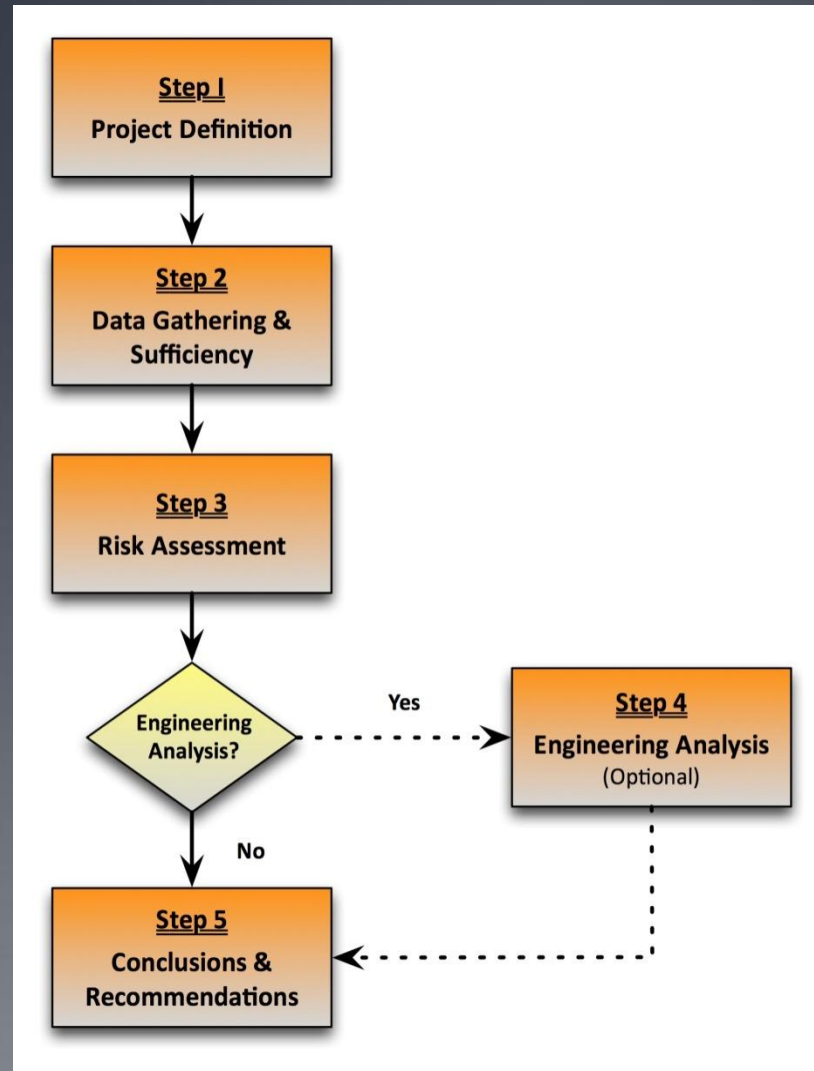 Step I
Project Definition
Step 2
Data Gathering &
Sufficiency
Step 3
Risk Assessment
Engineering
Analysis?
Yes
Step 4
Engineering Analysis
(Optional)
No
Step 5
Conclusions &
Recommendations